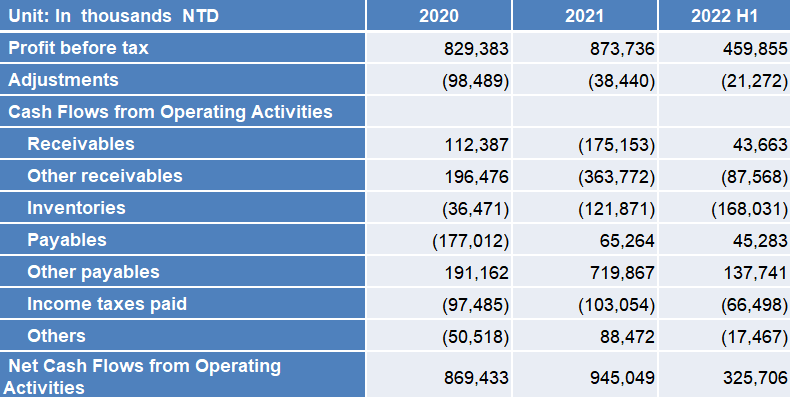 Unit: In thousands NTD 2020 2021 2022 H1
Profit before tax 829,383 873,736 459,855
Adjustments (98,489) (38,440) (21,272)
Cash Flows from Operating Activities
Receivables 112,387 (175,153) 43,663
Other receivables 196,476 (363,772) (87,568)
Inventories (36,471) (121,871) (168,031)
Payables (177,012) 65,264 45,283
Other payables 191,162 719,867 137,741
Income taxes paid (97,485) (103,054) (66,498)
Others (50,518) 88,472 (17,467)
Net Cash Flows from Operating
Activities 869,433 945,049 325,706